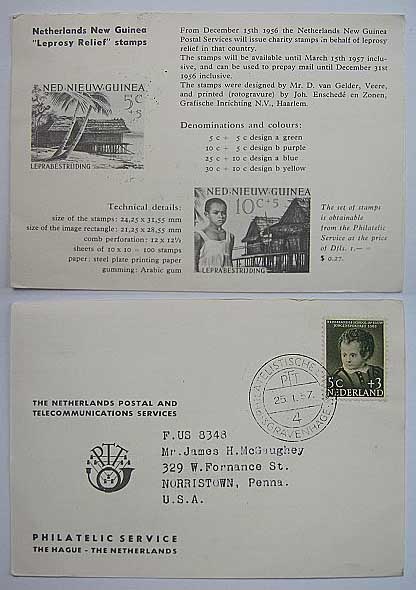 Netherlands New Guinea
"Leprosy Relief" stamps
From December 15th 1956 the Netherlands New Guinea
Postal Services will issue charity stamps in behalf of leprosy
relief in that country.
The stamps will be available until March 15th 1957 inclu-
sive, and can be used to prepay mail until December 31st
1956 inclusive.
The stamps were designed by Mr. D. van Gelder, Veere,
and printed (rotogravure) by Joh. Enschedé en Zonen,
Grafische Inrichting N.V., Haarlem.
NED·NIEUW·GUINEA
5c
+5
LEPRABESTRIJDING
Denominations and colours:
5 c + 5 c design a green
10 c + 5 c design b purple
25 c + 10 c design a blue
30 c + 10 c design b yellow
Technical details:
size of the stamps: 24,25 x 31,55 mm
size of the image rectangle: 21,25 x 28,55 mm
comb perforation: 12 x 12½
sheets of 10 x 10 = 100 stamps
paper: steel plate printing paper
gumming: Arabic gum
NED·NIEUW·GUINEA
10c+5
LEPRABESTRIJDING
The set of stamps
is obtainable
from the Philatelic
Service at the price
of Dfls. 1.— =
$ 0.27.
THE NETHERLANDS POSTAL AND
TELECOMMUNICATIONS SERVICES
PTT
PHILATELIC SERVICE
THE HAGUE - THE NETHERLANDS
PTT
25.1.57.
4
'S GRAVENHAGE
5c +3
NEDERLAND
F.US 8348
Mr.James H.McGaughey
329 W.Fornance St.
NORRISTOWN, Penna.
U.S.A.